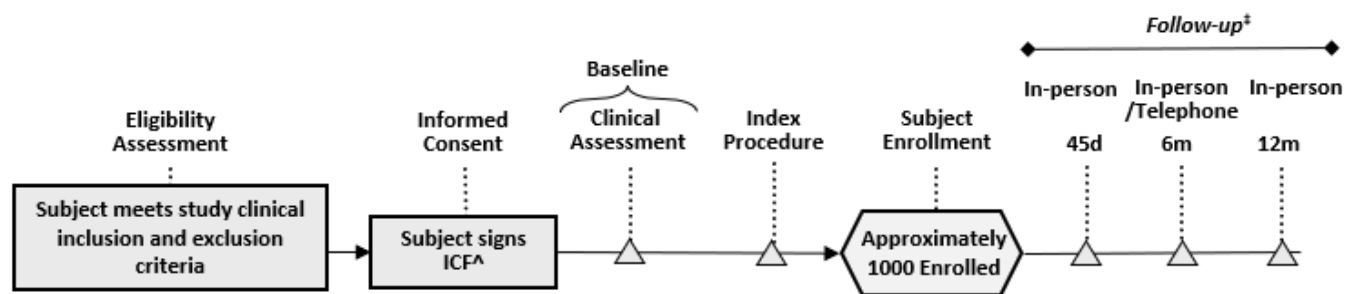 Follow-up‡
Baseline
In-person
In-person
/Telephone
In-person
Eligibility
Assessment
Informed
Consent
Clinical
Assessment
Index
Procedure
Subject
Enrollment
45d
6m
12m
Subject meets study clinical
inclusion and exclusion
criteria
Subject signs
ICF^
Approximately
1000 Enrolled